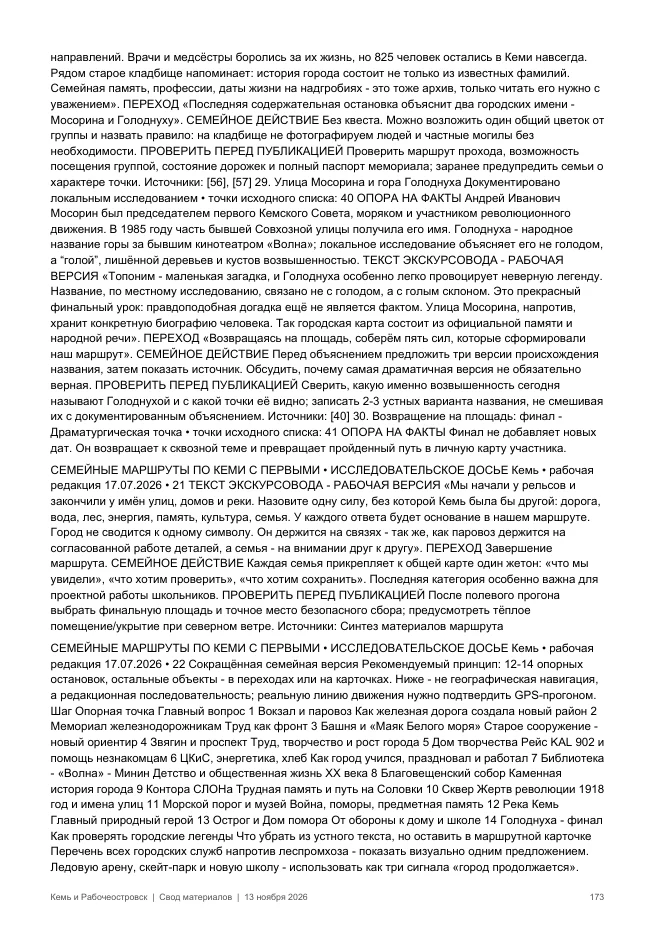 направлений. Врачи и медсёстры боролись за их жизнь, но 825 человек остались в Кеми навсегда.
Рядом старое кладбище напоминает: история города состоит не только из известных фамилий.
Семейная память, профессии, даты жизни на надгробиях - это тоже архив, только читать его нужно с
уважением». ПЕРЕХОД «Последняя содержательная остановка объяснит два городских имени -
Мосорина и Голоднуху». СЕМЕЙНОЕ ДЕЙСТВИЕ Без квеста. Можно возложить один общий цветок от
группы и назвать правило: на кладбище не фотографируем людей и частные могилы без
необходимости. ПРОВЕРИТЬ ПЕРЕД ПУБЛИКАЦИЕЙ Проверить маршрут прохода, возможность
посещения группой, состояние дорожек и полный паспорт мемориала; заранее предупредить семьи о
характере точки. Источники: [56], [57] 29. Улица Мосорина и гора Голоднуха Документировано
локальным исследованием • точки исходного списка: 40 ОПОРА НА ФАКТЫ Андрей Иванович
Мосорин был председателем первого Кемского Совета, моряком и участником революционного
движения. В 1985 году часть бывшей Совхозной улицы получила его имя. Голоднуха - народное
название горы за бывшим кинотеатром «Волна»; локальное исследование объясняет его не голодом,
а “голой”, лишённой деревьев и кустов возвышенностью. ТЕКСТ ЭКСКУРСОВОДА - РАБОЧАЯ
ВЕРСИЯ «Топоним - маленькая загадка, и Голоднуха особенно легко провоцирует неверную легенду.
Название, по местному исследованию, связано не с голодом, а с голым склоном. Это прекрасный
финальный урок: правдоподобная догадка ещё не является фактом. Улица Мосорина, напротив,
хранит конкретную биографию человека. Так городская карта состоит из официальной памяти и
народной речи». ПЕРЕХОД «Возвращаясь на площадь, соберём пять сил, которые сформировали
наш маршрут». СЕМЕЙНОЕ ДЕЙСТВИЕ Перед объяснением предложить три версии происхождения
названия, затем показать источник. Обсудить, почему самая драматичная версия не обязательно
верная. ПРОВЕРИТЬ ПЕРЕД ПУБЛИКАЦИЕЙ Сверить, какую именно возвышенность сегодня
называют Голоднухой и с какой точки её видно; записать 2-3 устных варианта названия, не смешивая
их с документированным объяснением. Источники: [40] 30. Возвращение на площадь: финал -
Драматургическая точка • точки исходного списка: 41 ОПОРА НА ФАКТЫ Финал не добавляет новых
дат. Он возвращает к сквозной теме и превращает пройденный путь в личную карту участника.
СЕМЕЙНЫЕ МАРШРУТЫ ПО КЕМИ С ПЕРВЫМИ • ИССЛЕДОВАТЕЛЬСКОЕ ДОСЬЕ Кемь • рабочая
редакция 17.07.2026 • 21 ТЕКСТ ЭКСКУРСОВОДА - РАБОЧАЯ ВЕРСИЯ «Мы начали у рельсов и
закончили у имён улиц, домов и реки. Назовите одну силу, без которой Кемь была бы другой: дорога,
вода, лес, энергия, память, культура, семья. У каждого ответа будет основание в нашем маршруте.
Город не сводится к одному символу. Он держится на связях - так же, как паровоз держится на
согласованной работе деталей, а семья - на внимании друг к другу». ПЕРЕХОД Завершение
маршрута. СЕМЕЙНОЕ ДЕЙСТВИЕ Каждая семья прикрепляет к общей карте один жетон: «что мы
увидели», «что хотим проверить», «что хотим сохранить». Последняя категория особенно важна для
проектной работы школьников. ПРОВЕРИТЬ ПЕРЕД ПУБЛИКАЦИЕЙ После полевого прогона
выбрать финальную площадь и точное место безопасного сбора; предусмотреть тёплое
помещение/укрытие при северном ветре. Источники: Синтез материалов маршрута
СЕМЕЙНЫЕ МАРШРУТЫ ПО КЕМИ С ПЕРВЫМИ • ИССЛЕДОВАТЕЛЬСКОЕ ДОСЬЕ Кемь • рабочая
редакция 17.07.2026 • 22 Сокращённая семейная версия Рекомендуемый принцип: 12-14 опорных
остановок, остальные объекты - в переходах или на карточках. Ниже - не географическая навигация,
а редакционная последовательность; реальную линию движения нужно подтвердить GPS-прогоном.
Шаг Опорная точка Главный вопрос 1 Вокзал и паровоз Как железная дорога создала новый район 2
Мемориал железнодорожникам Труд как фронт 3 Башня и «Маяк Белого моря» Старое сооружение -
новый ориентир 4 Звягин и проспект Труд, творчество и рост города 5 Дом творчества Рейс KAL 902 и
помощь незнакомцам 6 ЦКиС, энергетика, хлеб Как город учился, праздновал и работал 7 Библиотека
- «Волна» - Минин Детство и общественная жизнь XX века 8 Благовещенский собор Каменная
история города 9 Контора СЛОНа Трудная память и путь на Соловки 10 Сквер Жертв революции 1918
год и имена улиц 11 Морской порог и музей Война, поморы, предметная память 12 Река Кемь
Главный природный герой 13 Острог и Дом помора От обороны к дому и школе 14 Голоднуха - финал
Как проверять городские легенды Что убрать из устного текста, но оставить в маршрутной карточке
Перечень всех городских служб напротив леспромхоза - показать визуально одним предложением.
Ледовую арену, скейт-парк и новую школу - использовать как три сигнала «город продолжается».
Кемь и Рабочеостровск | Свод материалов | 13 ноября 2026
173